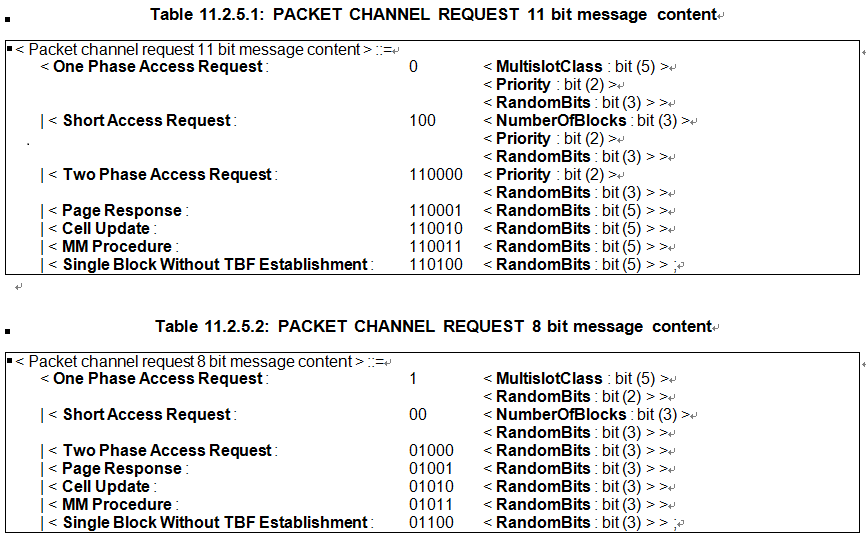 Table 11.2.5.1: PACKET CHANNEL REQUEST 11 bit message content
< Packet channel request 11 bit message content > ::=
< One Phase Access Request : 0 < MultislotClass : bit (5) >
< Priority : bit (2) >
< RandomBits : bit (3) > >
| < Short Access Request : 100 < NumberOfBlocks : bit (3) >
< Priority : bit (2) >
< RandomBits : bit (3) > >
| < Two Phase Access Request : 110000 < Priority : bit (2) >
< RandomBits : bit (3) > >
| < Page Response : 110001 < RandomBits : bit (5) > >
| < Cell Update : 110010 < RandomBits : bit (5) > >
| < MM Procedure : 110011 < RandomBits : bit (5) > >
| < Single Block Without TBF Establishment : 110100 < RandomBits : bit (5) > > ;
Table 11.2.5.2: PACKET CHANNEL REQUEST 8 bit message content
< Packet channel request 8 bit message content > ::=
< One Phase Access Request : 1 < MultislotClass : bit (5) >
< RandomBits : bit (2) > >
| < Short Access Request : 00 < NumberOfBlocks : bit (3) >
< RandomBits : bit (3) > >
| < Two Phase Access Request : 01000 < RandomBits : bit (3) > >
| < Page Response : 01001 < RandomBits : bit (3) > >
| < Cell Update : 01010 < RandomBits : bit (3) > >
| < MM Procedure : 01011 < RandomBits : bit (3) > >
| < Single Block Without TBF Establishment : 01100 < RandomBits : bit (3) > > ;